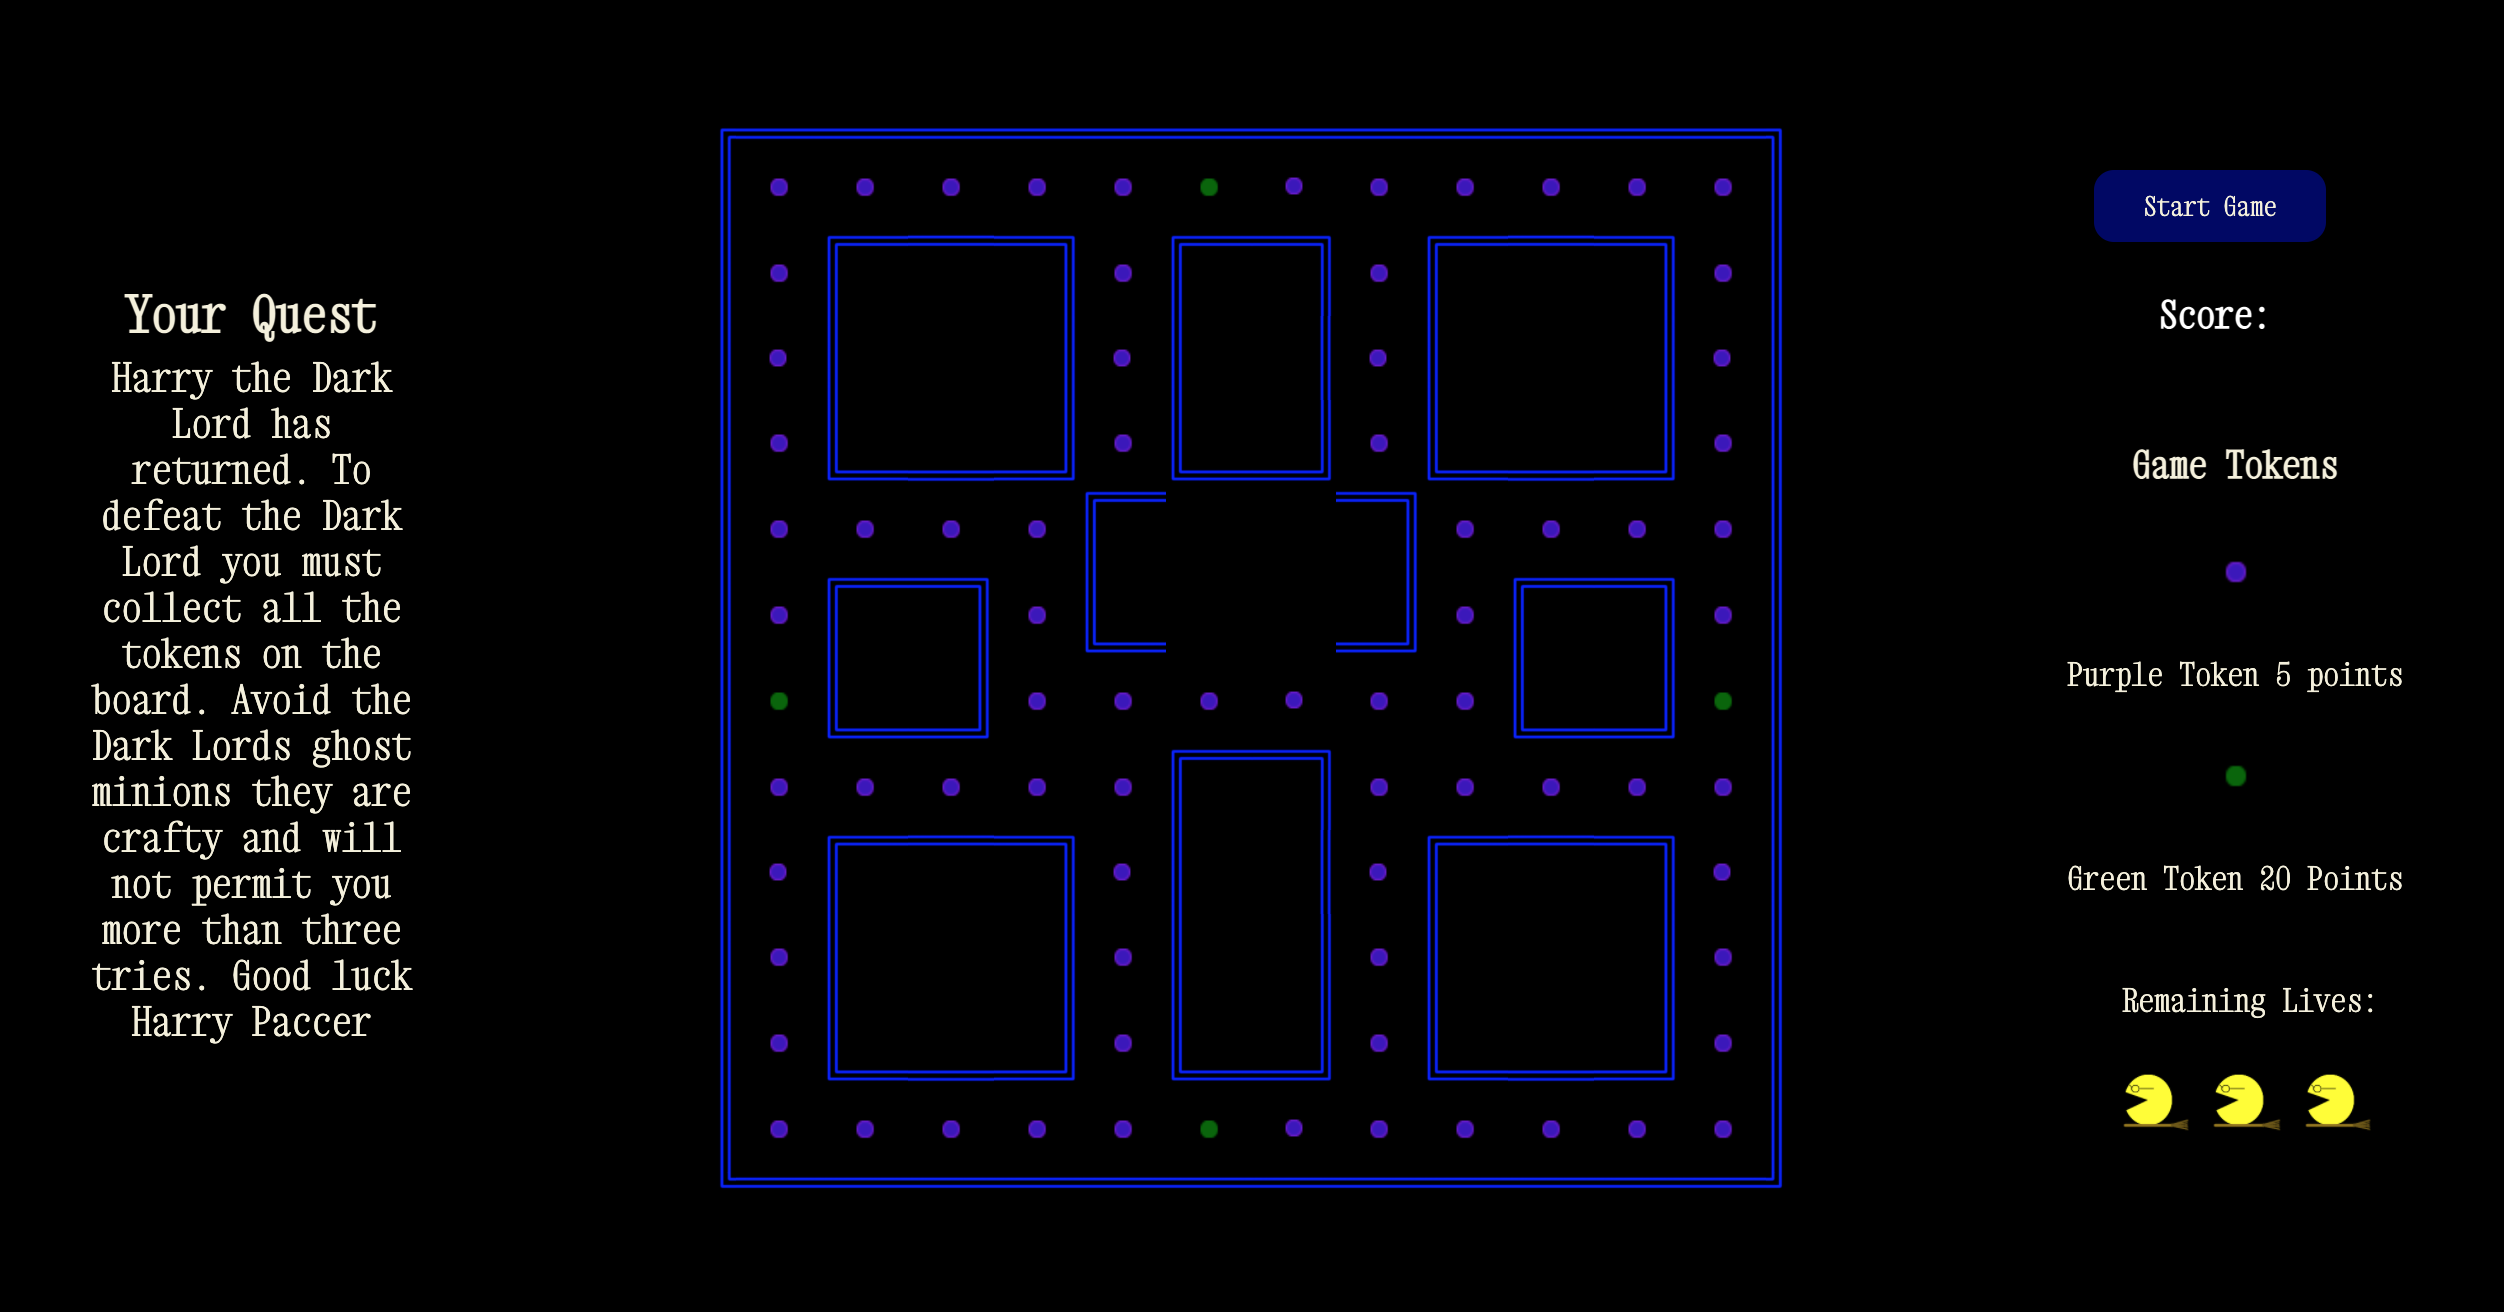 Your Quest
Harry the Dark
Lord has
returned. To
defeat the Dark
Lord you must
collect all the
tokens on the
board. Avoid the
Dark Lords ghost
minions they are
crafty and will
not permit you
more than three
tries. Good luck
Harry Paccer
Start Game
Score:
Game Tokens
Purple Token 5 points
Green Token 20 Points
Remaining Lives: